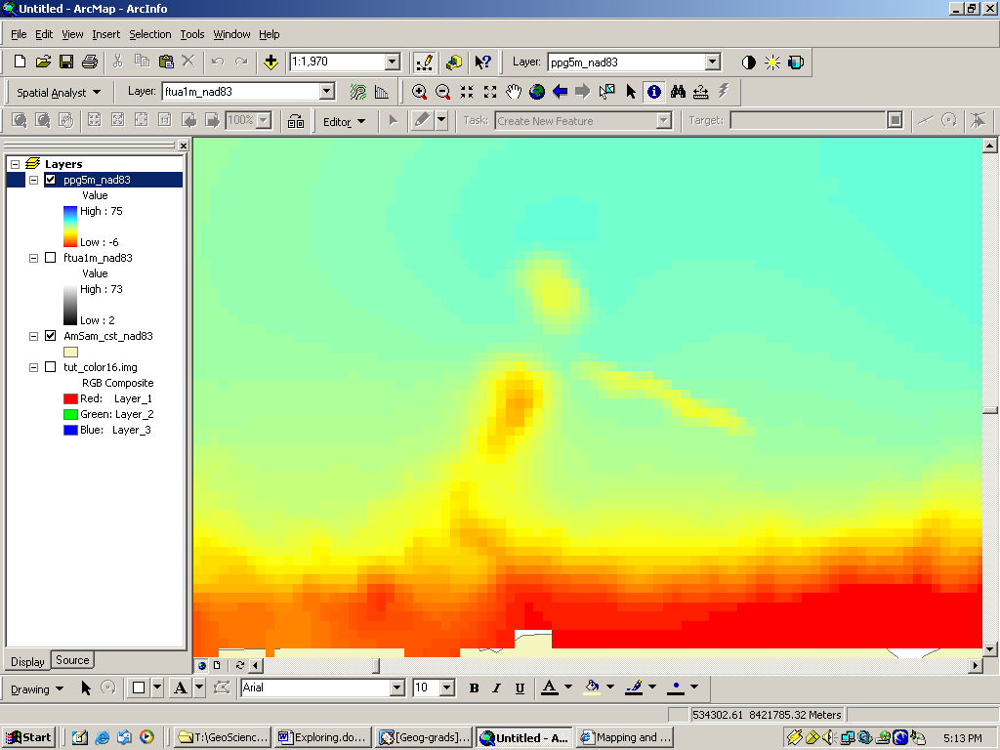 Untitled - ArcMap - ArcInfo
File Edit View Insert Selection Tools Window Help
1:1,970 Layer: ppg5m_nad83
Spatial Analyst Layer: ftua1m_nad83
100% Editor Task: Create New Feature Target:
Layers
ppg5m_nad83
Value
High : 75
Low : -6
ftua1m_nad83
Value
High : 73
Low : 2
AmSam_cst_nad83
tut_color16.img
RGB Composite
Red: Layer_1
Green: Layer_2
Blue: Layer_3
Display Source
Drawing A Arial 10 B I U A
534302.61 8421785.32 Meters
Start T:\GeoScienc... Exploring.do... [Geog-grads]... Untitled - A... Mapping and ... 5:13 PM